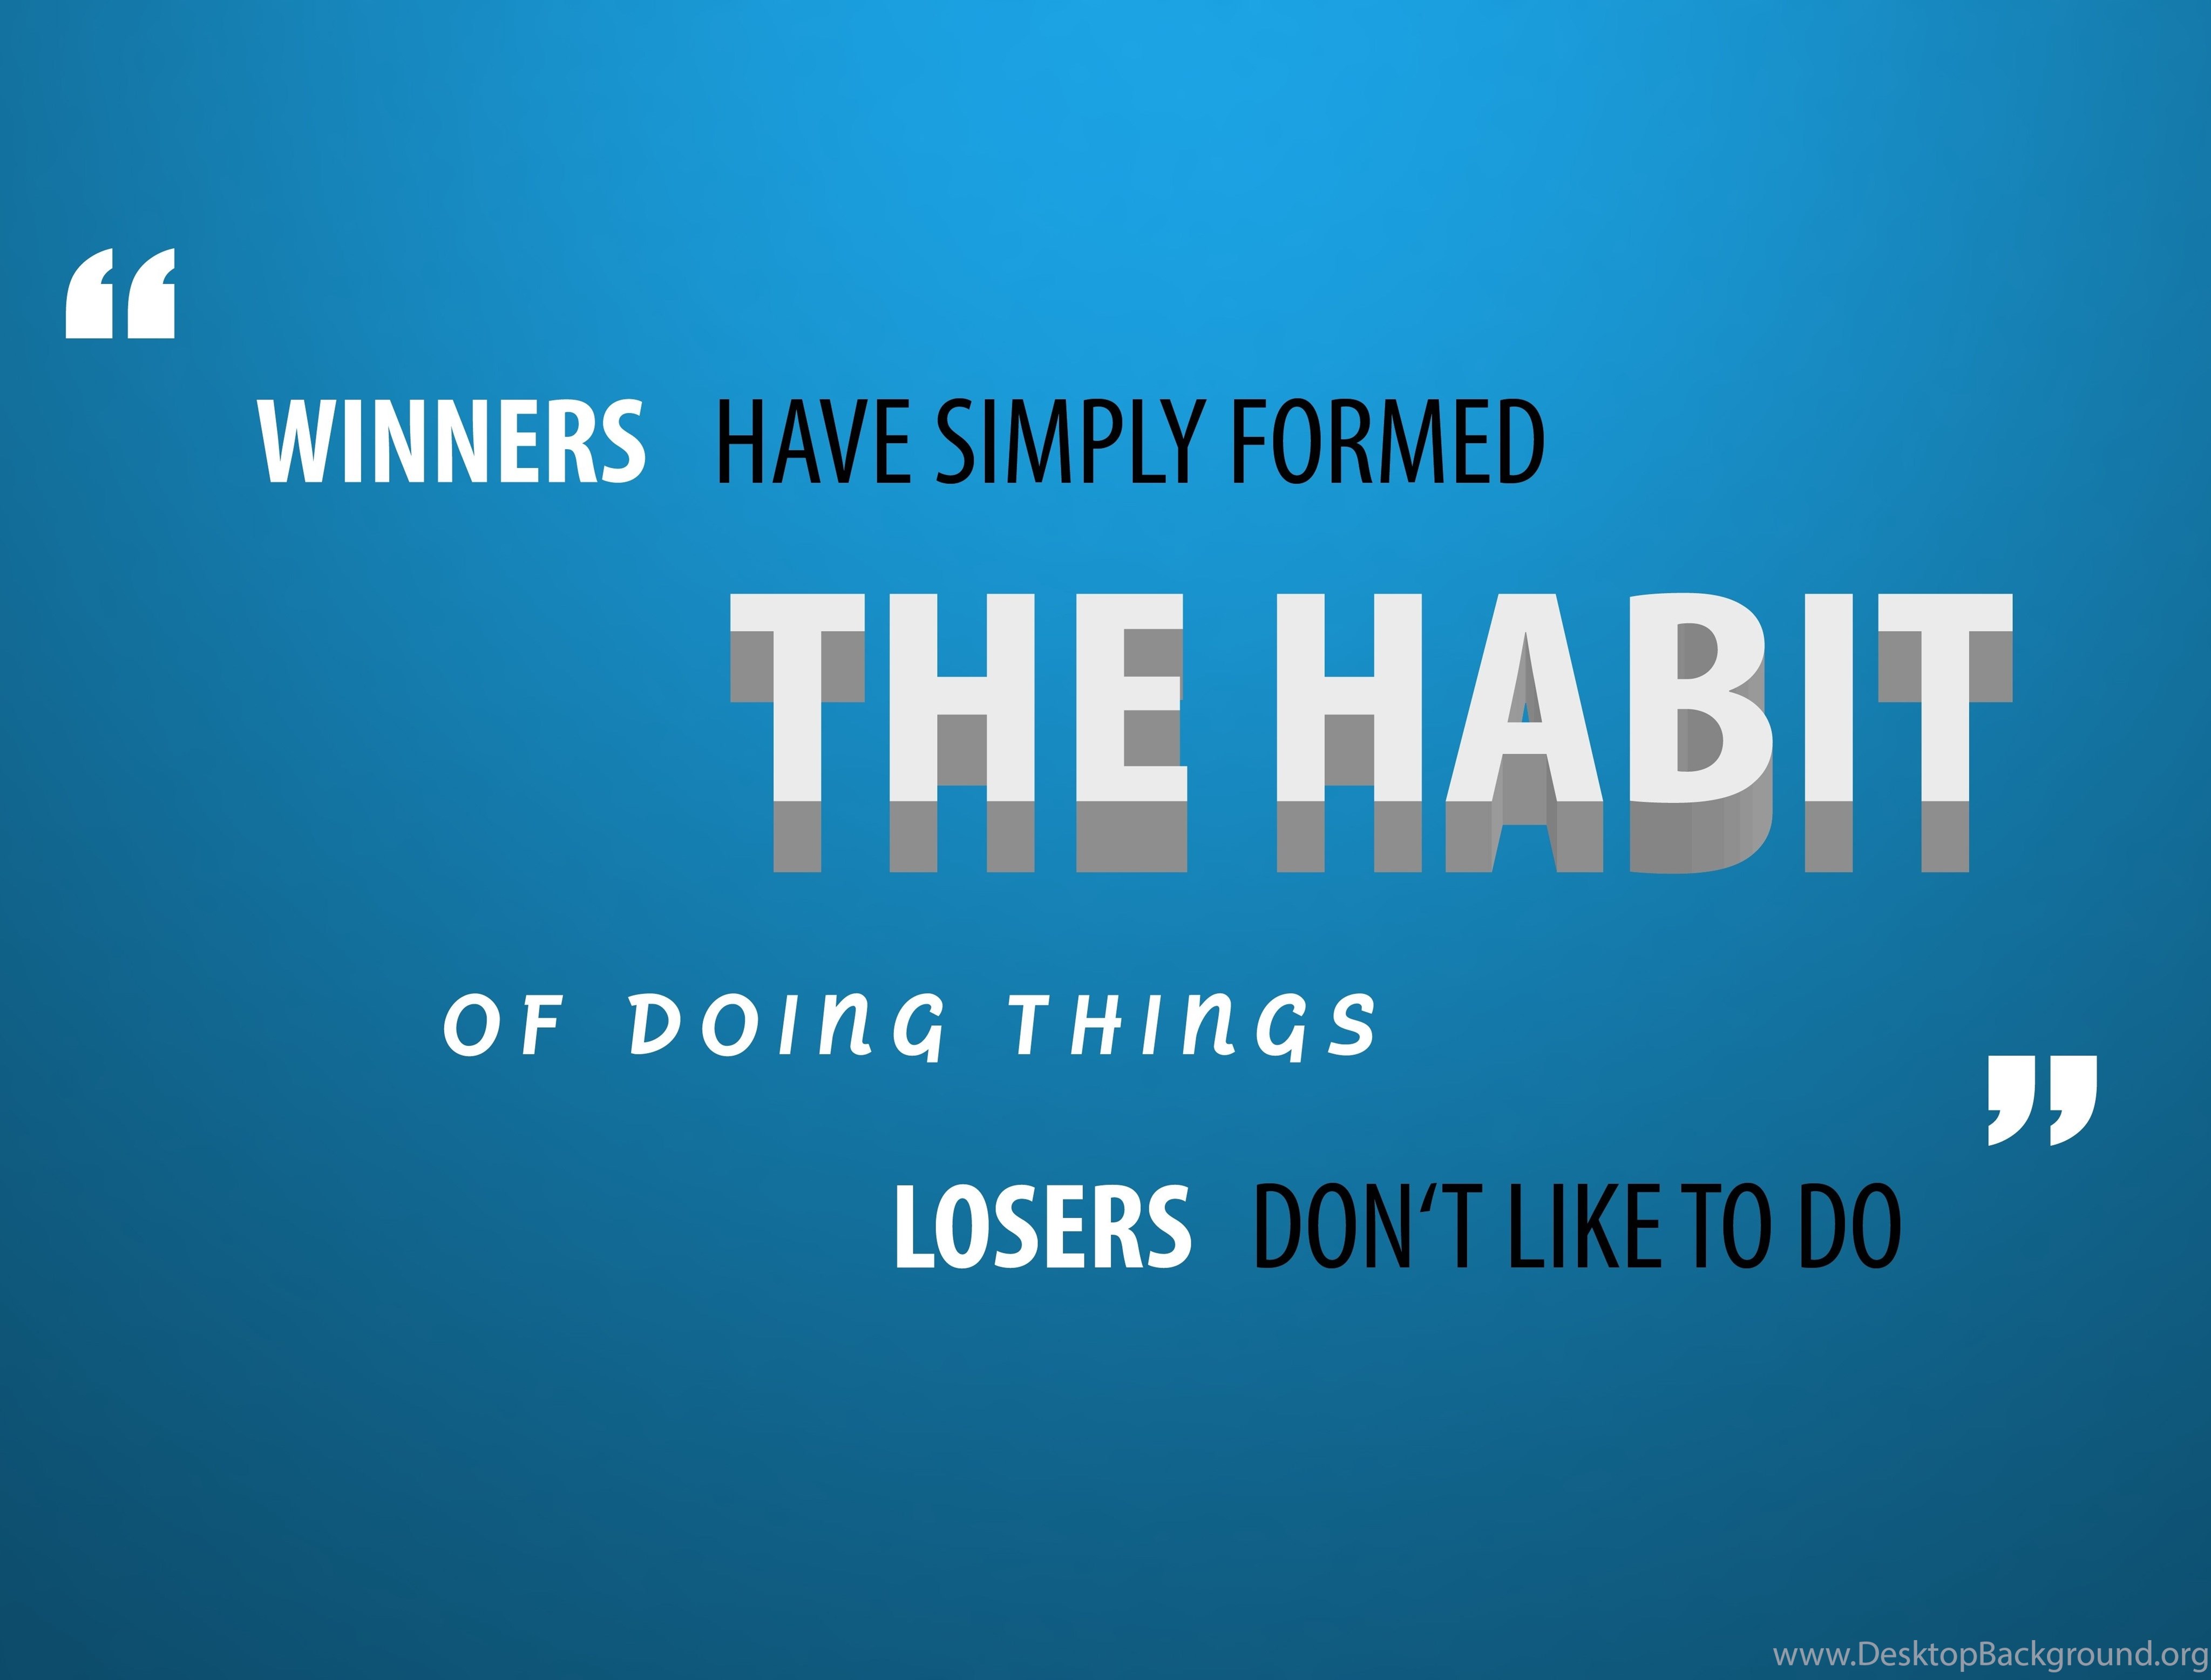 “
WINNERS HAVE SIMPLY FORMED
THE HABIT
OF DOING THINGS
”
LOSERS DON‘T LIKE TO DO
www.DesktopBackground.org